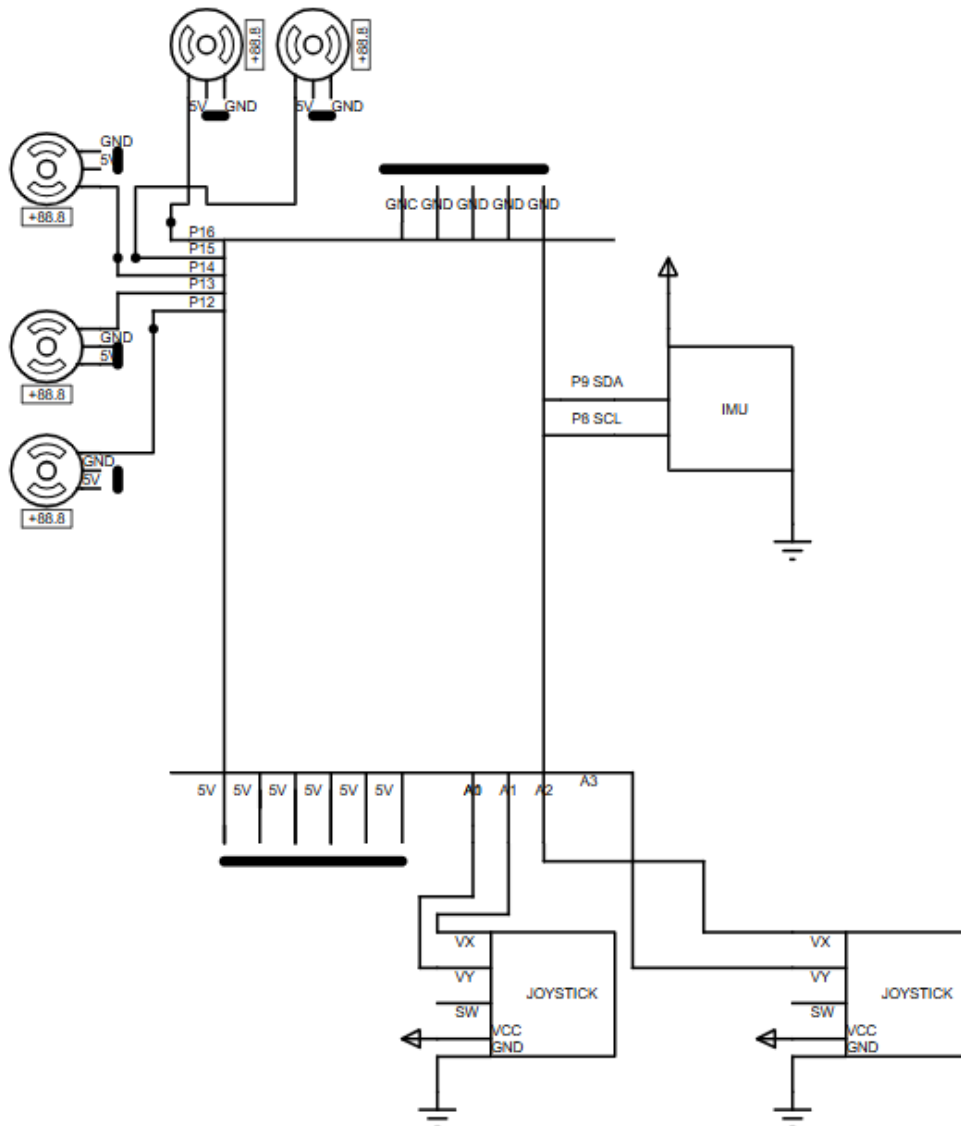 +88.8 +88.8
5V GND 5V GND
GND
5V
+88.8
GNC GND GND GND GND
P16
P15
P14
P13
P12
GND
5V
+88.8
P9 SDA
P8 SCL
IMU
GND
5V
+88.8
5V 5V 5V 5V 5V 5V A1 A2 A3
VX VX
VY VY
JOYSTICK JOYSTICK
SW SW
VCC VCC
GND GND